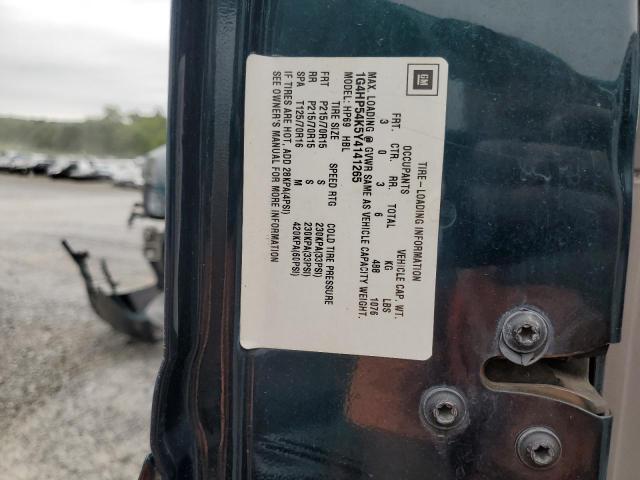 GM
TIRE-LOADING INFORMATION
OCCUPANTS VEHICLE CAP. WT.
FRT. CTR. RR. TOTAL KG LBS
3 0 3 6 488 1076
MAX. LOADING @ GVWR SAME AS VEHICLE CAPACITY WEIGHT.
1G4HP54K5Y4141265
MODEL: HP69 HBL
TIRE SIZE SPEED RTG COLD TIRE PRESSURE
FRT P215/70R15 S 230KPA(33PSI)
RR P215/70R15 S 230KPA(33PSI)
SPA T125/70R16 M 420KPA(60PSI)
IF TIRES ARE HOT, ADD 28KPA(4PSI)
SEE OWNER'S MANUAL FOR MORE INFORMATION